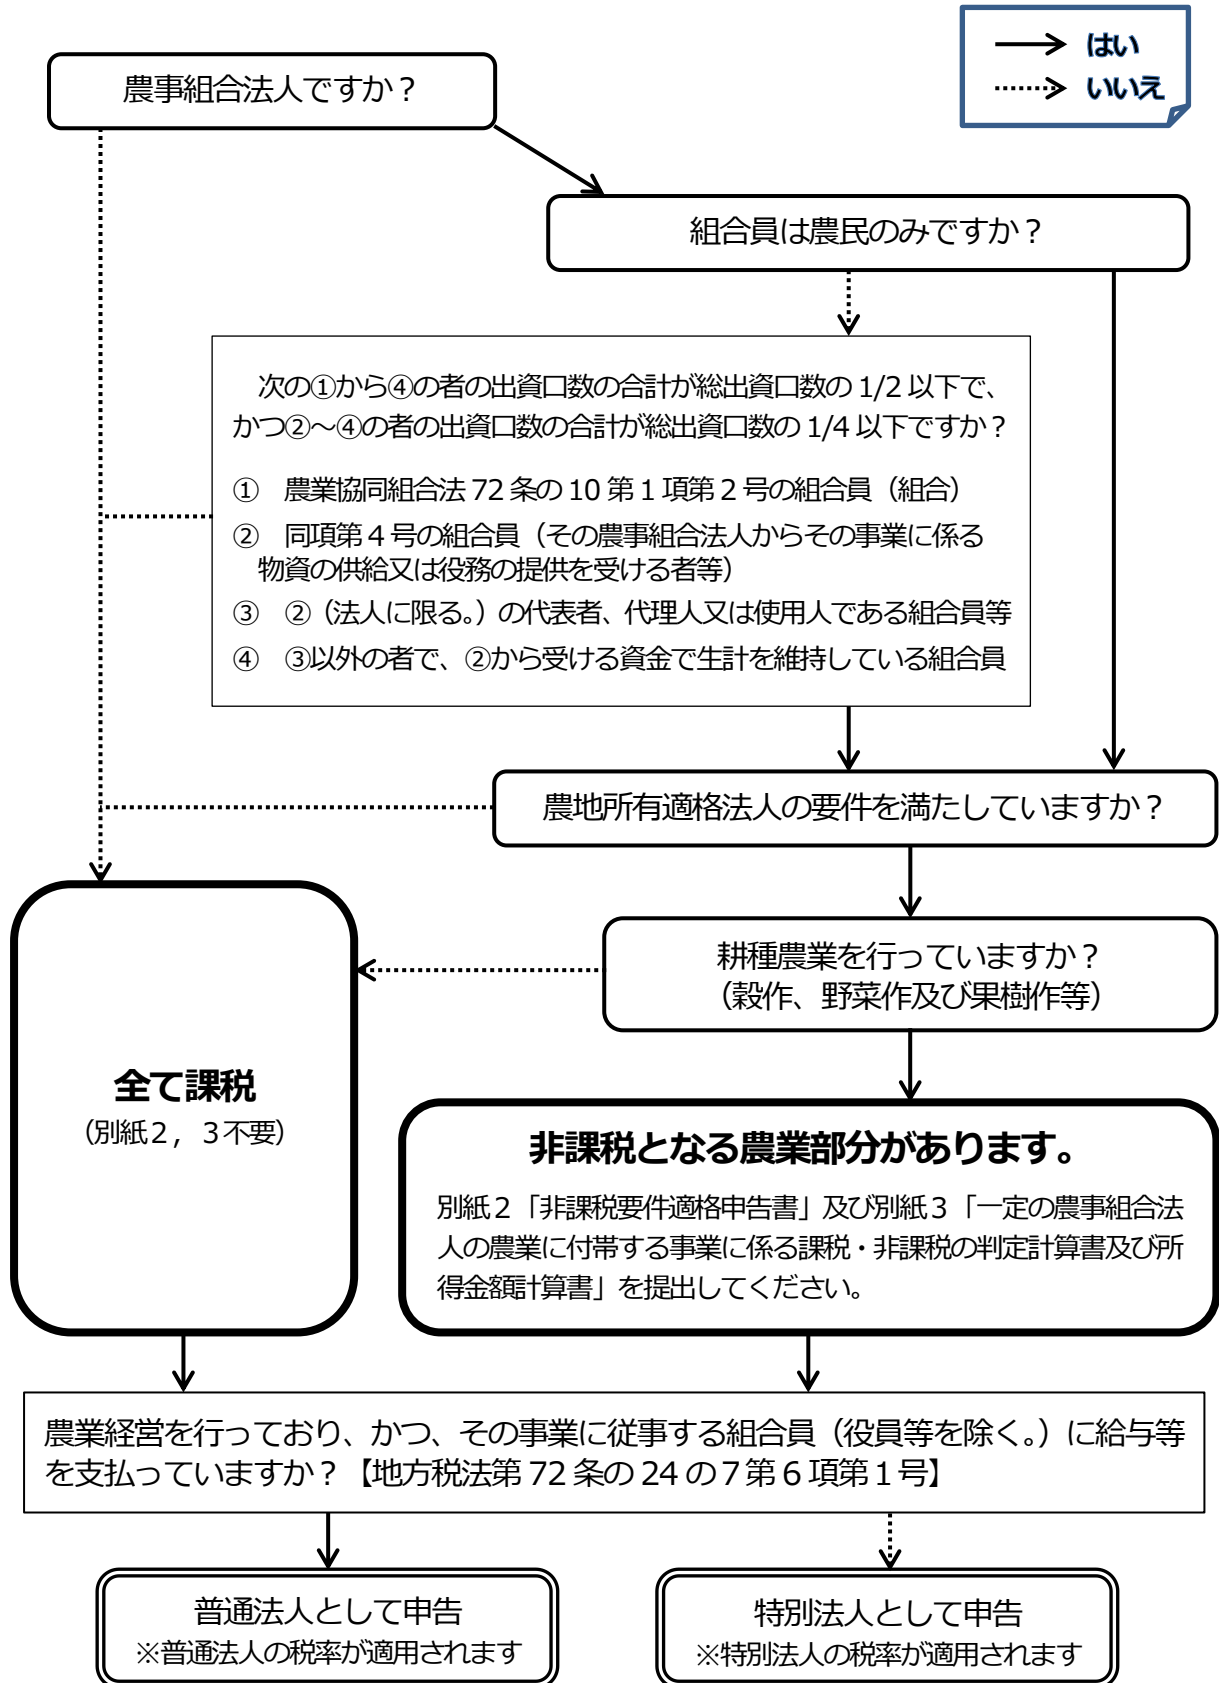 はい
いいえ
農事組合法人ですか？
組合員は農民のみですか？
次の①から④の者の出資口数の合計が総出資口数の 1/2 以下で、
かつ②～④の者の出資口数の合計が総出資口数の 1/4 以下ですか？
① 農業協同組合法 72 条の 10 第 1 項第 2 号の組合員（組合）
② 同項第 4 号の組合員（その農事組合法人からその事業に係る
物資の供給又は役務の提供を受ける者等）
③ ②（法人に限る。）の代表者、代理人又は使用人である組合員等
④ ③以外の者で、②から受ける資金で生計を維持している組合員
農地所有適格法人の要件を満たしていますか？
耕種農業を行っていますか？
（穀作、野菜作及び果樹作等）
全て課税
（別紙２，３不要）
非課税となる農業部分があります。
別紙２「非課税要件適格申告書」及び別紙３「一定の農事組合法
人の農業に付帯する事業に係る課税・非課税の判定計算書及び所
得金額計算書」を提出してください。
農業経営を行っており、かつ、その事業に従事する組合員（役員等を除く。）に給与等
を支払っていますか？【地方税法第 72 条の 24 の 7 第 6 項第 1 号】
普通法人として申告
※普通法人の税率が適用されます
特別法人として申告
※特別法人の税率が適用されます